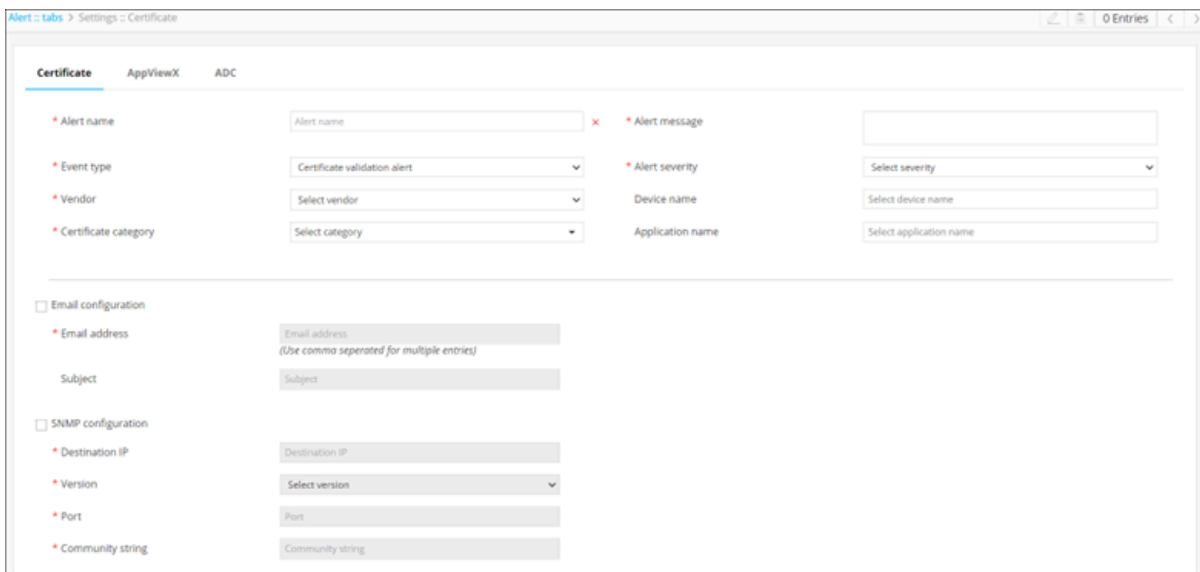 Alert :: tabs > Settings :: Certificate
0 Entries
Certificate AppViewX ADC
* Alert name Alert name × * Alert message
* Event type Certificate validation alert * Alert severity Select severity
* Vendor Select vendor Device name Select device name
* Certificate category Select category Application name Select application name
Email configuration
* Email address Email address
(Use comma seperated for multiple entries)
Subject Subject
SNMP configuration
* Destination IP Destination IP
* Version Select version
* Port Port
* Community string Community string